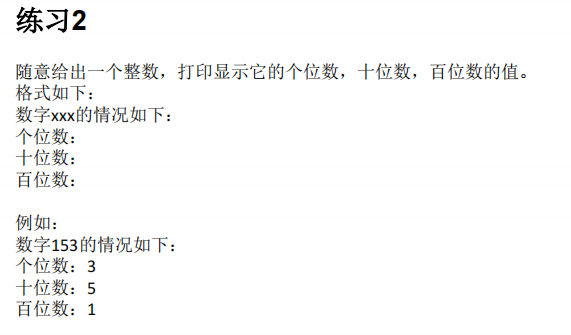 练习2
随意给出一个整数，打印显示它的个位数，十位数，百位数的值。
格式如下：
数字xxx的情况如下：
个位数：
十位数：
百位数：
例如：
数字153的情况如下：
个位数：3
十位数：5
百位数：1